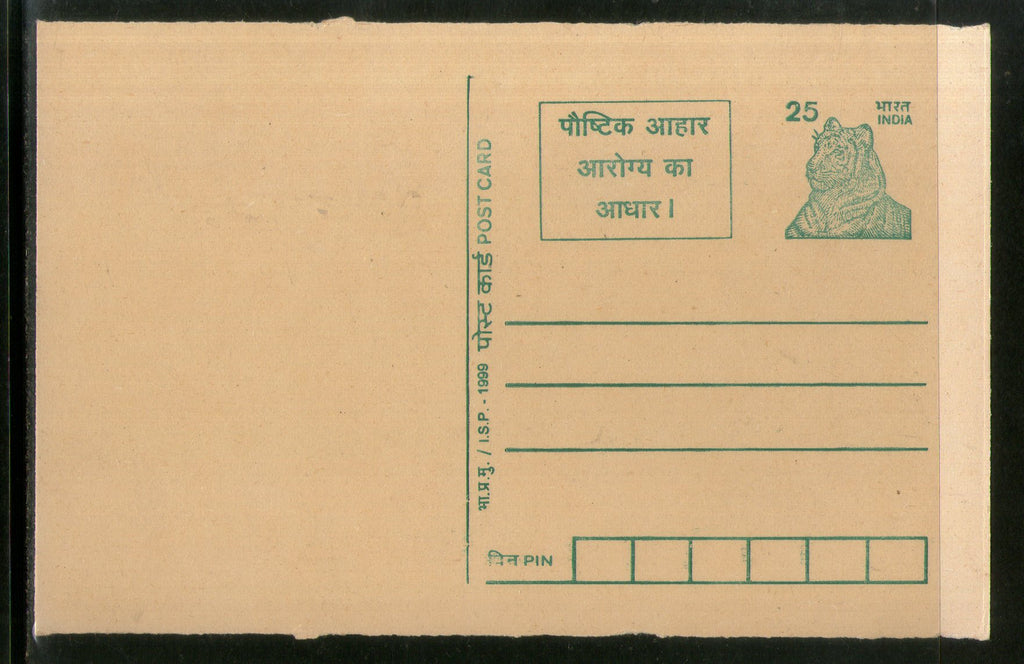 पौष्टिक आहार
आरोग्य का
आधार।
25
भारत
INDIA
भा.प्र.मु. / I.S.P. - 1999 पोस्ट कार्ड POST CARD
पिन PIN